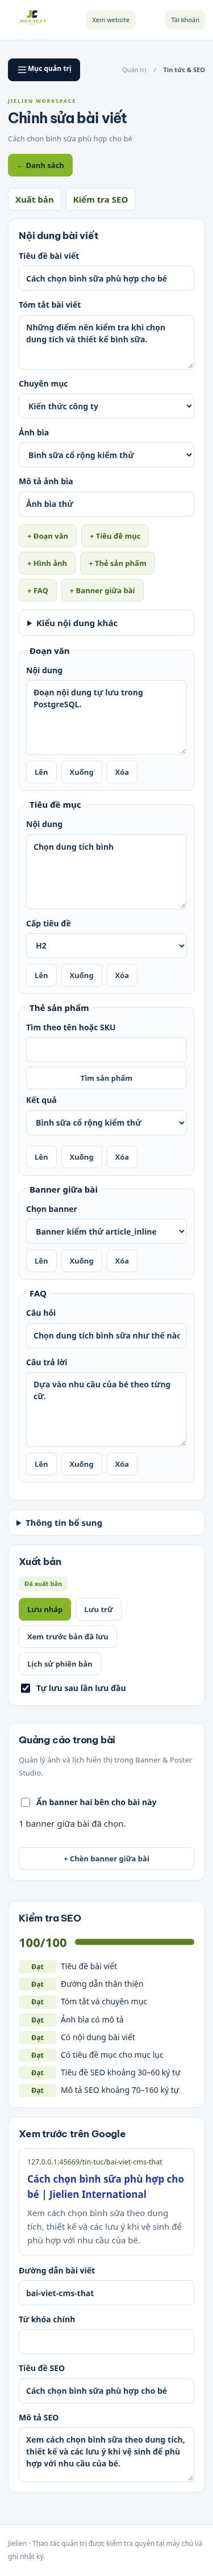 JIELIEN
Xem website
Tài khoản
Mục quản trị
Quản trị / Tin tức & SEO
JIELIEN WORKSPACE
Chỉnh sửa bài viết
Cách chọn bình sữa phù hợp cho bé
← Danh sách
Xuất bản
Kiểm tra SEO
Nội dung bài viết
Tiêu đề bài viết
Cách chọn bình sữa phù hợp cho bé
Tóm tắt bài viết
Những điểm nên kiểm tra khi chọn
dung tích và thiết kế bình sữa.
Chuyên mục
Kiến thức công ty
Ảnh bìa
Bình sữa cổ rộng kiểm thử
Mô tả ảnh bìa
Ảnh bìa thử
+ Đoạn văn
+ Tiêu đề mục
+ Hình ảnh
+ Thẻ sản phẩm
+ FAQ
+ Banner giữa bài
▶ Kiểu nội dung khác
Đoạn văn
Nội dung
Đoạn nội dung tự lưu trong
PostgreSQL.
Lên
Xuống
Xóa
Tiêu đề mục
Nội dung
Chọn dung tích bình
Cấp tiêu đề
H2
Lên
Xuống
Xóa
Thẻ sản phẩm
Tìm theo tên hoặc SKU
Tìm sản phẩm
Kết quả
Bình sữa cổ rộng kiểm thử
Lên
Xuống
Xóa
Banner giữa bài
Chọn banner
Banner kiểm thử article_inline
Lên
Xuống
Xóa
FAQ
Câu hỏi
Chọn dung tích bình sữa như thế nào
Câu trả lời
Dựa vào nhu cầu của bé theo từng
cữ.
Lên
Xuống
Xóa
▶ Thông tin bổ sung
Xuất bản
Đã xuất bản
Lưu nháp
Lưu trữ
Xem trước bản đã lưu
Lịch sử phiên bản
Tự lưu sau lần lưu đầu
Quảng cáo trong bài
Quản lý ảnh và lịch hiển thị trong Banner & Poster
Studio.
Ẩn banner hai bên cho bài này
1 banner giữa bài đã chọn.
+ Chèn banner giữa bài
Kiểm tra SEO
100/100
Đạt Tiêu đề bài viết
Đạt Đường dẫn thân thiện
Đạt Tóm tắt và chuyên mục
Đạt Ảnh bìa có mô tả
Đạt Có nội dung bài viết
Đạt Có tiêu đề mục cho mục lục
Đạt Tiêu đề SEO khoảng 30–60 ký tự
Đạt Mô tả SEO khoảng 70–160 ký tự
Xem trước trên Google
127.0.0.1:45669/tin-tuc/bai-viet-cms-that
Cách chọn bình sữa phù hợp cho
bé | Jielien International
Xem cách chọn bình sữa theo dung
tích, thiết kế và các lưu ý khi vệ sinh để
phù hợp với nhu cầu của bé.
Đường dẫn bài viết
bai-viet-cms-that
Từ khóa chính
Tiêu đề SEO
Cách chọn bình sữa phù hợp cho bé
Mô tả SEO
Xem cách chọn bình sữa theo dung tích,
thiết kế và các lưu ý khi vệ sinh để phù
hợp với nhu cầu của bé.
Jielien · Thao tác quản trị được kiểm tra quyền tại máy chủ và
ghi nhật ký.